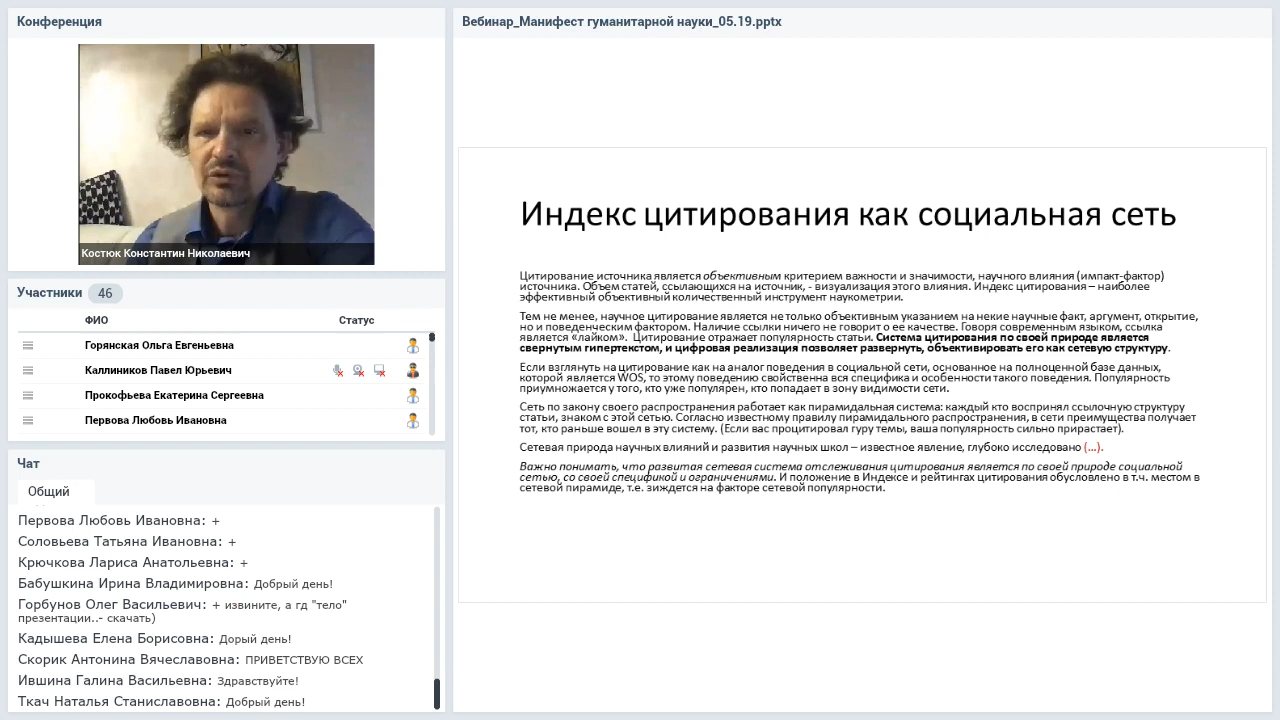 Конференция
Костюк Константин Николаевич
Участники 46
ФИО Статус
Горянская Ольга Евгеньевна
Каллиников Павел Юрьевич
Прокофьева Екатерина Сергеевна
Первова Любовь Ивановна
Чат
Общий
Первова Любовь Ивановна: +
Соловьева Татьяна Ивановна: +
Крючкова Лариса Анатольевна: +
Бабушкина Ирина Владимировна: Добрый день!
Горбунов Олег Васильевич: + извините, а гд "тело"
презентации..- скачать)
Кадышева Елена Борисовна: Дорый день!
Скорик Антонина Вячеславовна: ПРИВЕТСТВУЮ ВСЕХ
Ившина Галина Васильевна: Здравствуйте!
Ткач Наталья Станиславовна: Добрый день!
Вебинар_Манифест гуманитарной науки_05.19.pptx
Индекс цитирования как социальная сеть
Цитирование источника является объективным критерием важности и значимости, научного влияния (импакт-фактор)
источника. Объем статей, ссылающихся на источник, - визуализация этого влияния. Индекс цитирования – наиболее
эффективный объективный количественный инструмент наукометрии.
Тем не менее, научное цитирование является не только объективным указанием на некие научные факт, аргумент, открытие,
но и поведенческим фактором. Наличие ссылки ничего не говорит о ее качестве. Говоря современным языком, ссылка
является «лайком». Цитирование отражает популярность статьи. Система цитирования по своей природе является
свернутым гипертекстом, и цифровая реализация позволяет развернуть, объективировать его как сетевую структуру.
Если взглянуть на цитирование как на аналог поведения в социальной сети, основанное на полноценной базе данных,
которой является WOS, то этому поведению свойственна вся специфика и особенности такого поведения. Популярность
приумножается у того, кто уже популярен, кто попадает в зону видимости сети.
Сеть по закону своего распространения работает как пирамидальная система: каждый кто воспринял ссылочную структуру
статьи, знаком с этой сетью. Согласно известному правилу пирамидального распространения, в сети преимущества получает
тот, кто раньше вошел в эту систему. (Если вас процитировал гуру темы, ваша популярность сильно прирастает).
Сетевая природа научных влияний и развития научных школ – известное явление, глубоко исследовано (...).
Важно понимать, что развитая сетевая система отслеживания цитирования является по своей природе социальной
сетью, со своей спецификой и ограничениями. И положение в Индексе и рейтингах цитирования обусловлено в т.ч. местом в
сетевой пирамиде, т.е. зиждется на факторе сетевой популярности.